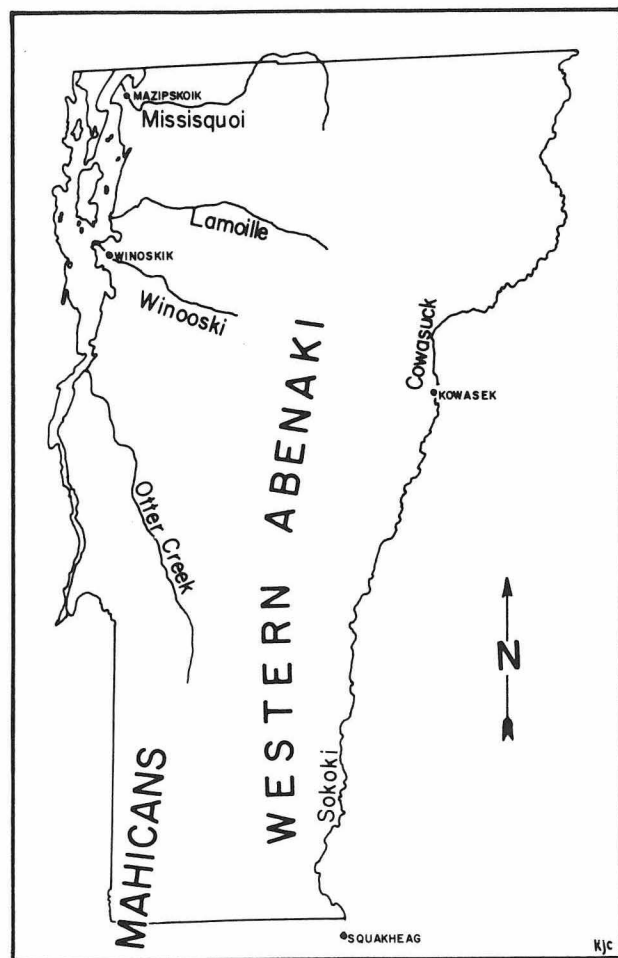 MAZIPSKOIK
Missisquoi
Lamoille
WINOSKIK
Winooski
Cowasuck
KOWASEK
WESTERN ABENAKI
Otter Creek
N
Sokoki
MAHICANS
SQUAKHEAG
KJC